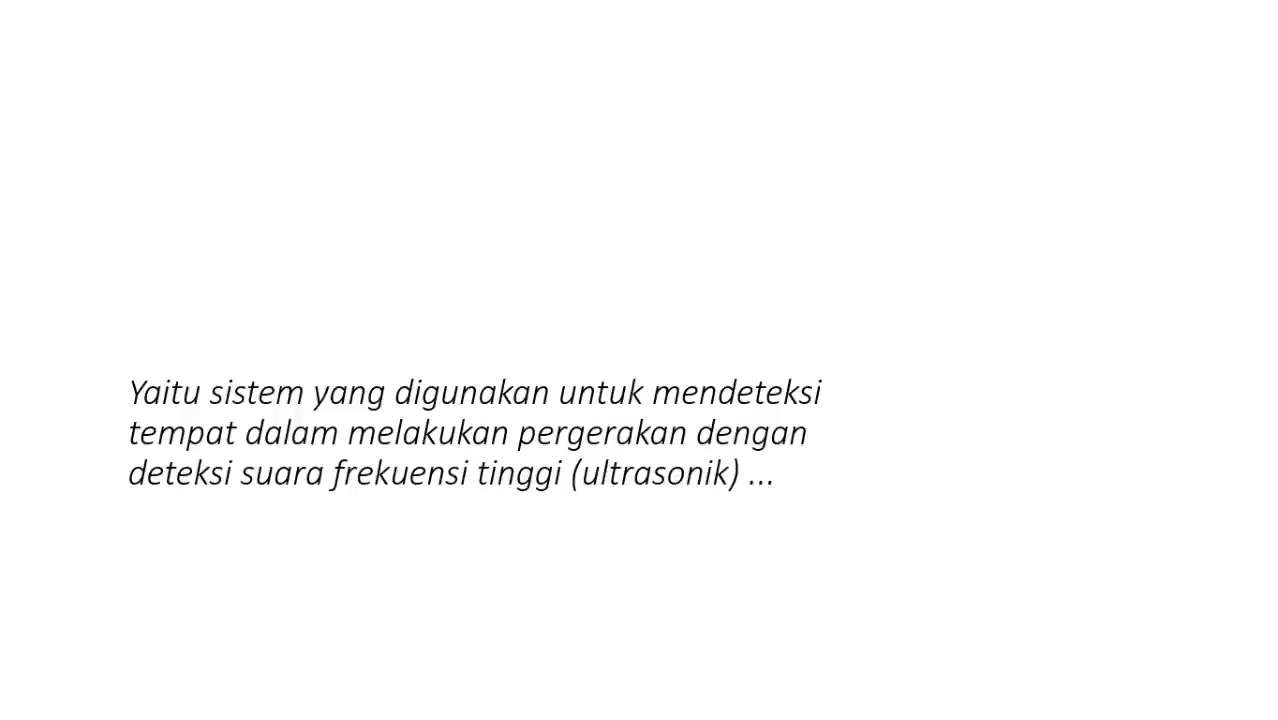 Yaitu sistem yang digunakan untuk mendeteksi
tempat dalam melakukan pergerakan dengan
deteksi suara frekuensi tinggi (ultrasonik) ...